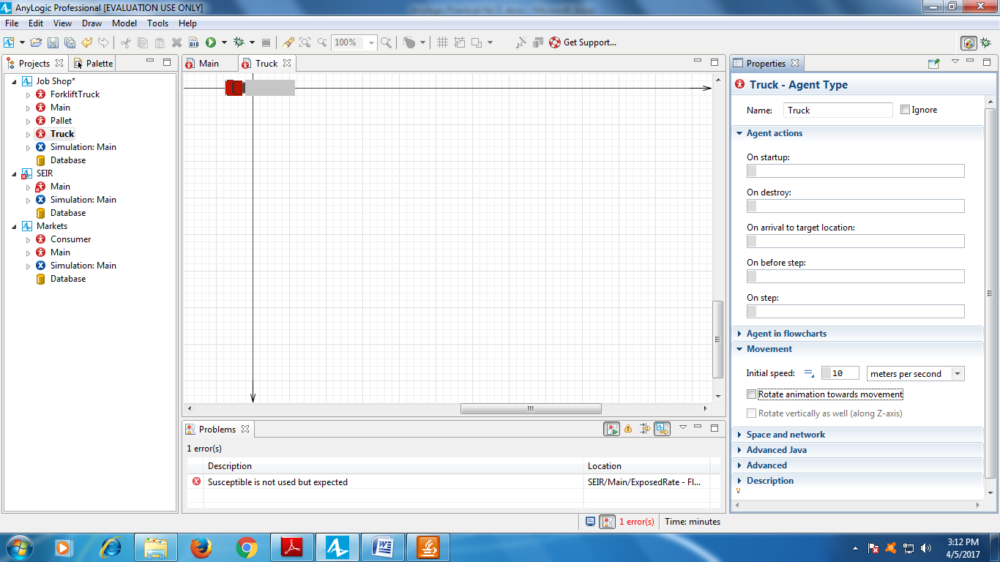 AnyLogic Professional [EVALUATION USE ONLY]
File Edit View Draw Model Tools Help
100% Get Support...
Projects Palette
Job Shop*
ForkliftTruck
Main
Pallet
Truck
Simulation: Main
Database
SEIR
Main
Simulation: Main
Database
Markets
Consumer
Main
Simulation: Main
Database
Main Truck
Problems
1 error(s)
Description Location
Susceptible is not used but expected SEIR/Main/ExposedRate - Fl...
Properties
Truck - Agent Type
Name: Truck Ignore
Agent actions
On startup:
On destroy:
On arrival to target location:
On before step:
On step:
Agent in flowcharts
Movement
Initial speed: 10 meters per second
Rotate animation towards movement
Rotate vertically as well (along Z-axis)
Space and network
Advanced Java
Advanced
Description
1 error(s) Time: minutes
3:12 PM
4/5/2017